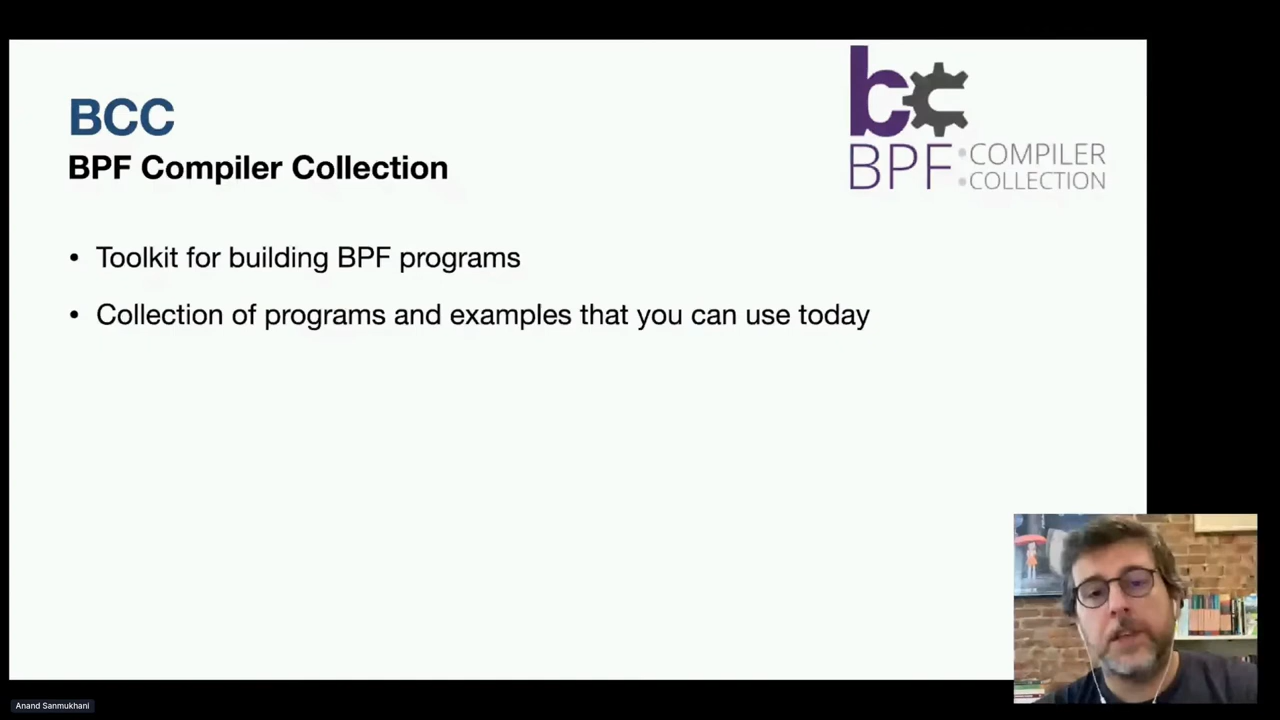 BCC
BPF Compiler Collection
bc
BPF:COMPILER
COLLECTION
• Toolkit for building BPF programs
• Collection of programs and examples that you can use today
Anand Sanmukhani